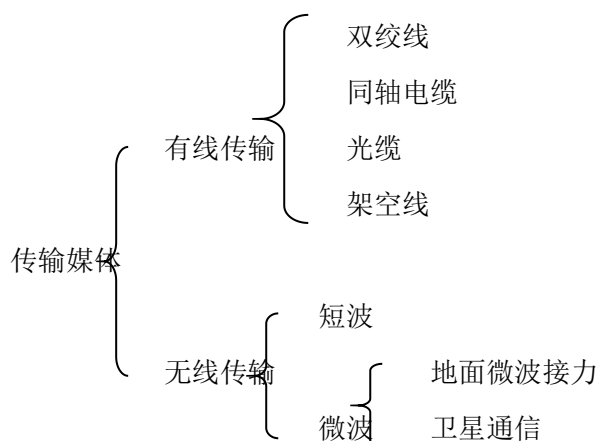 双绞线
同轴电缆
有线传输
光缆
架空线
传输媒体
短波
无线传输
地面微波接力
微波
卫星通信